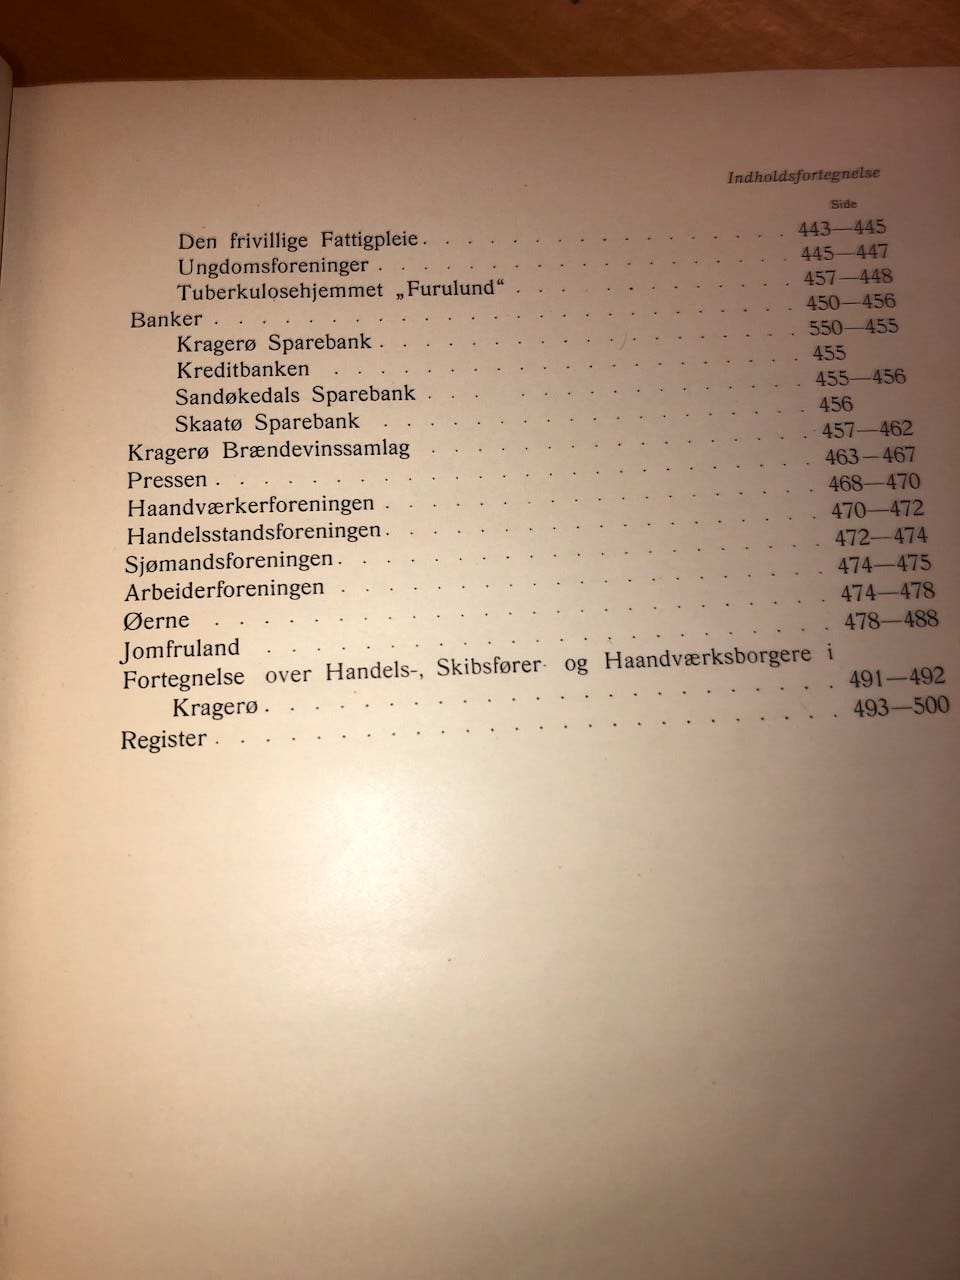 Indholdsfortegnelse
Side
Den frivillige Fattigpleie . . . . . . . . . . . . . . . 443—445
Ungdomsforeninger . . . . . . . . . . . . . . . . . 445—447
Tuberkulosehjemmet „Furulund“ . . . . . . . . . . . . 457—448
Banker . . . . . . . . . . . . . . . . . . . . . . . . 450—456
Kragerø Sparebank . . . . . . . . . . . . . . . . . 550—455
Kreditbanken . . . . . . . . . . . . . . . . . . . . 455
Sandøkedals Sparebank . . . . . . . . . . . . . . . 455—456
Skaatø Sparebank . . . . . . . . . . . . . . . . . . 456
Kragerø Brændevinssamlag . . . . . . . . . . . . . . . 457—462
Pressen . . . . . . . . . . . . . . . . . . . . . . . . 463—467
Haandværkerforeningen . . . . . . . . . . . . . . . . . 468—470
Handelsstandsforeningen . . . . . . . . . . . . . . . . 470—472
Sjømandsforeningen . . . . . . . . . . . . . . . . . . 472—474
Arbeiderforeningen . . . . . . . . . . . . . . . . . . 474—475
Øerne . . . . . . . . . . . . . . . . . . . . . . . . 474—478
Jomfruland . . . . . . . . . . . . . . . . . . . . . . 478—488
Fortegnelse over Handels-, Skibsfører- og Haandværksborgere i
Kragerø . . . . . . . . . . . . . . . . . . . . . . 491—492
Register . . . . . . . . . . . . . . . . . . . . . . . 493—500